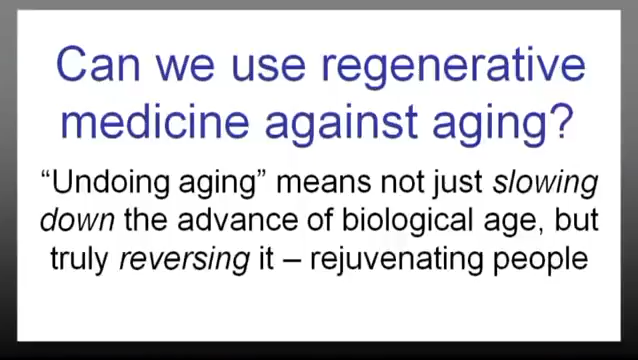 Can we use regenerative
medicine against aging?
“Undoing aging” means not just slowing
down the advance of biological age, but
truly reversing it – rejuvenating people